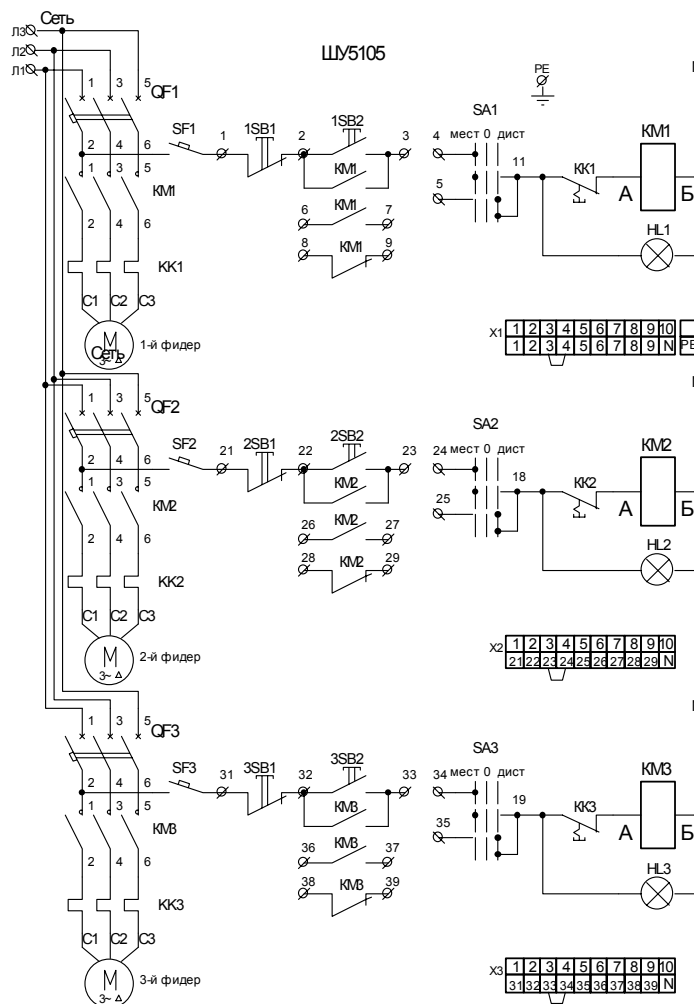 Сеть
Л3
Л2
Л1
ШУ5105
PE
1 3 5
QF1
2 4 6
SF1
1
1SB1
2
1SB2
3
4
SA1
мест 0 дист
11
KK1
KM1
А Б
KM1
5
1 3 5
KM1
2 4 6
6 KM1 7
8 KM1 9
HL1
KK1
C1 C2 C3
M
3~ Δ
1-й фидер
Сеть
X1
1 2 3 4 5 6 7 8 9 10
1 2 3 4 5 6 7 8 9 N PE
1 3 5
QF2
2 4 6
SF2
21
2SB1
22
2SB2
23
24
SA2
мест 0 дист
18
KK2
KM2
А Б
KM2
25
1 3 5
KM2
2 4 6
26 KM2 27
28 KM2 29
HL2
KK2
C1 C2 C3
M
3~ Δ
2-й фидер
X2
1 2 3 4 5 6 7 8 9 10
21 22 23 24 25 26 27 28 29 N
1 3 5
QF3
2 4 6
SF3
31
3SB1
32
3SB2
33
34
SA3
мест 0 дист
19
KK3
KM3
А Б
KM3
35
1 3 5
KM3
2 4 6
36 KM3 37
38 KM3 39
HL3
KK3
C1 C2 C3
M
3~ Δ
3-й фидер
X3
1 2 3 4 5 6 7 8 9 10
31 32 33 34 35 36 37 38 39 N